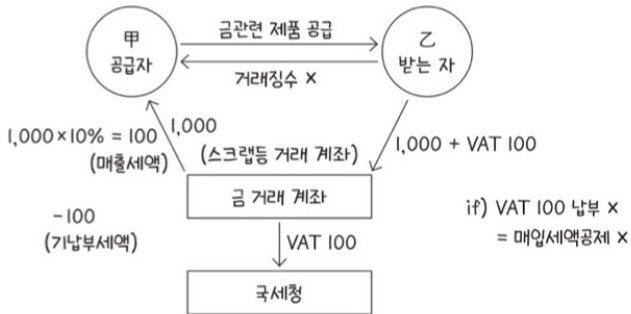 甲
공급자
금관련 제품 공급
거래징수 ×
乙
받는 자
1,000×10% = 100
(매출세액)
1,000
(스크랩등 거래 계좌)
1,000 + VAT 100
금 거래 계좌
-100
(기납부세액)
VAT 100
if) VAT 100 납부 ×
= 매입세액공제 ×
국세청